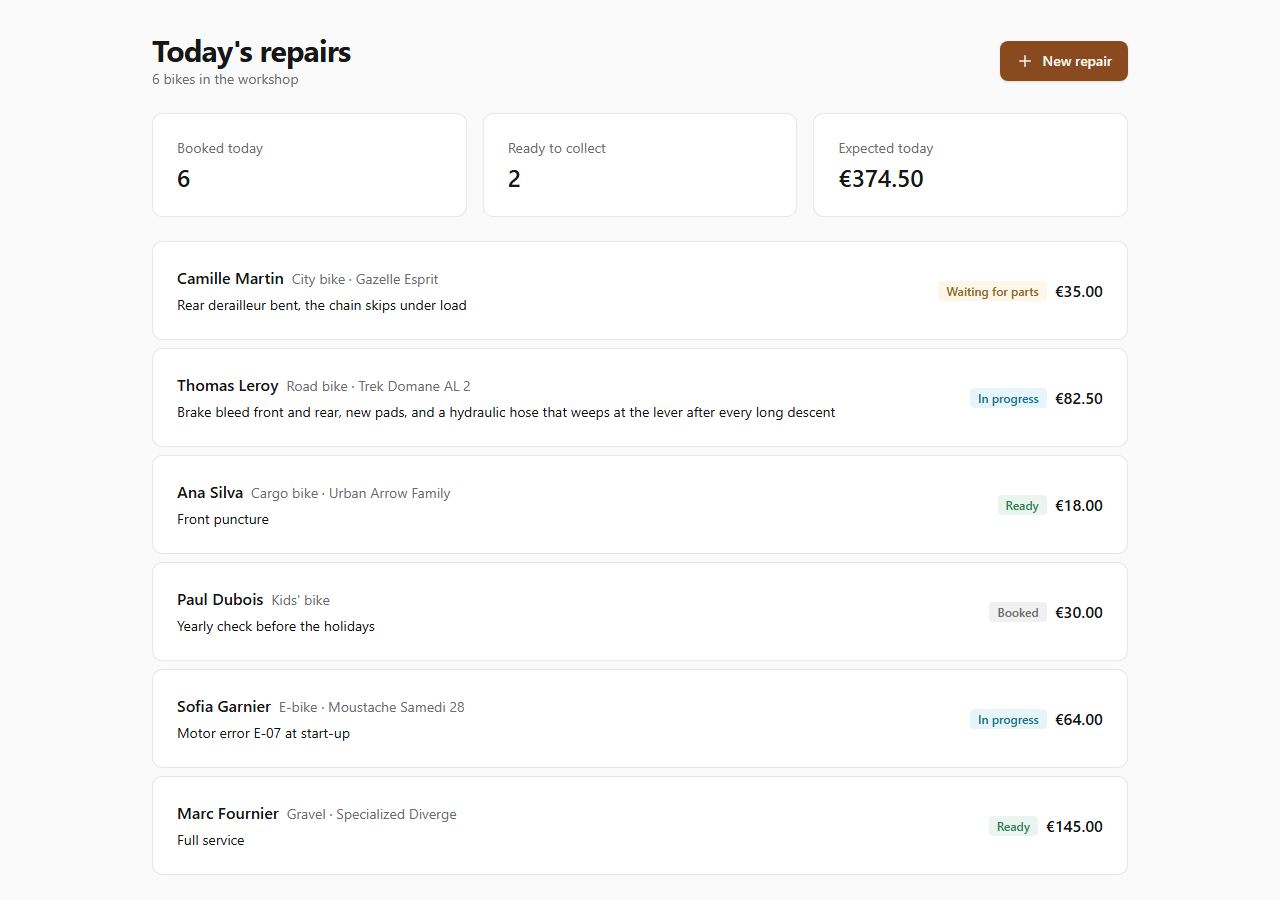 Today's repairs
6 bikes in the workshop
New repair
Booked today
6
Ready to collect
2
Expected today
€374.50
Camille Martin City bike · Gazelle Esprit
Rear derailleur bent, the chain skips under load
Waiting for parts €35.00
Thomas Leroy Road bike · Trek Domane AL 2
Brake bleed front and rear, new pads, and a hydraulic hose that weeps at the lever after every long descent
In progress €82.50
Ana Silva Cargo bike · Urban Arrow Family
Front puncture
Ready €18.00
Paul Dubois Kids' bike
Yearly check before the holidays
Booked €30.00
Sofia Garnier E-bike · Moustache Samedi 28
Motor error E-07 at start-up
In progress €64.00
Marc Fournier Gravel · Specialized Diverge
Full service
Ready €145.00